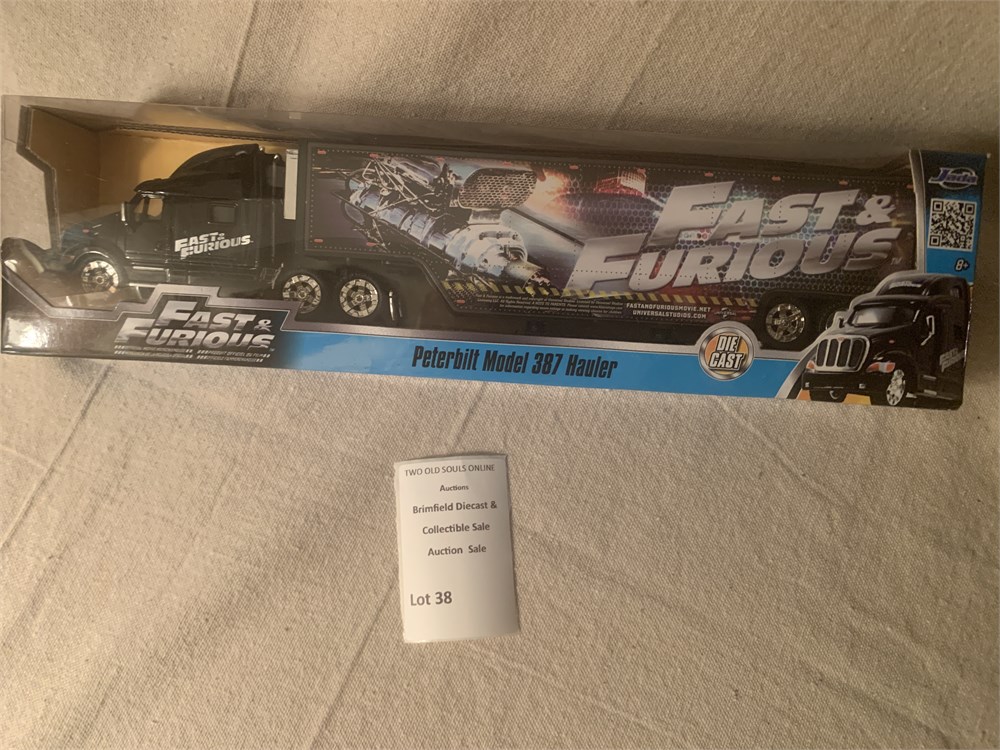 Jada
8+
FAST &
FURIOUS
FAST &
FURIOUS
FASTANDFURIOUSMOVIE.NET
UNIVERSALSTUDIOS.COM
FAST &
FURIOUS
Peterbilt Model 387 Hauler
DIE
CAST
TWO OLD SOULS ONLINE
Auctions
Brimfield Diecast &
Collectible Sale
Auction Sale
Lot 38